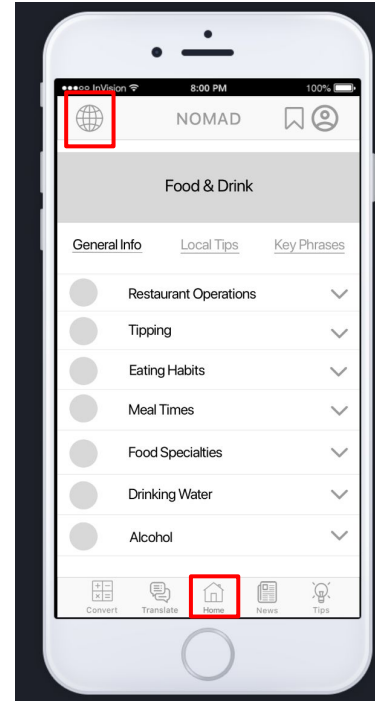 InVision 8:00 PM 100%
NOMAD
Food & Drink
General Info Local Tips Key Phrases
Restaurant Operations
Tipping
Eating Habits
Meal Times
Food Specialties
Drinking Water
Alcohol
Convert Translate Home News Tips